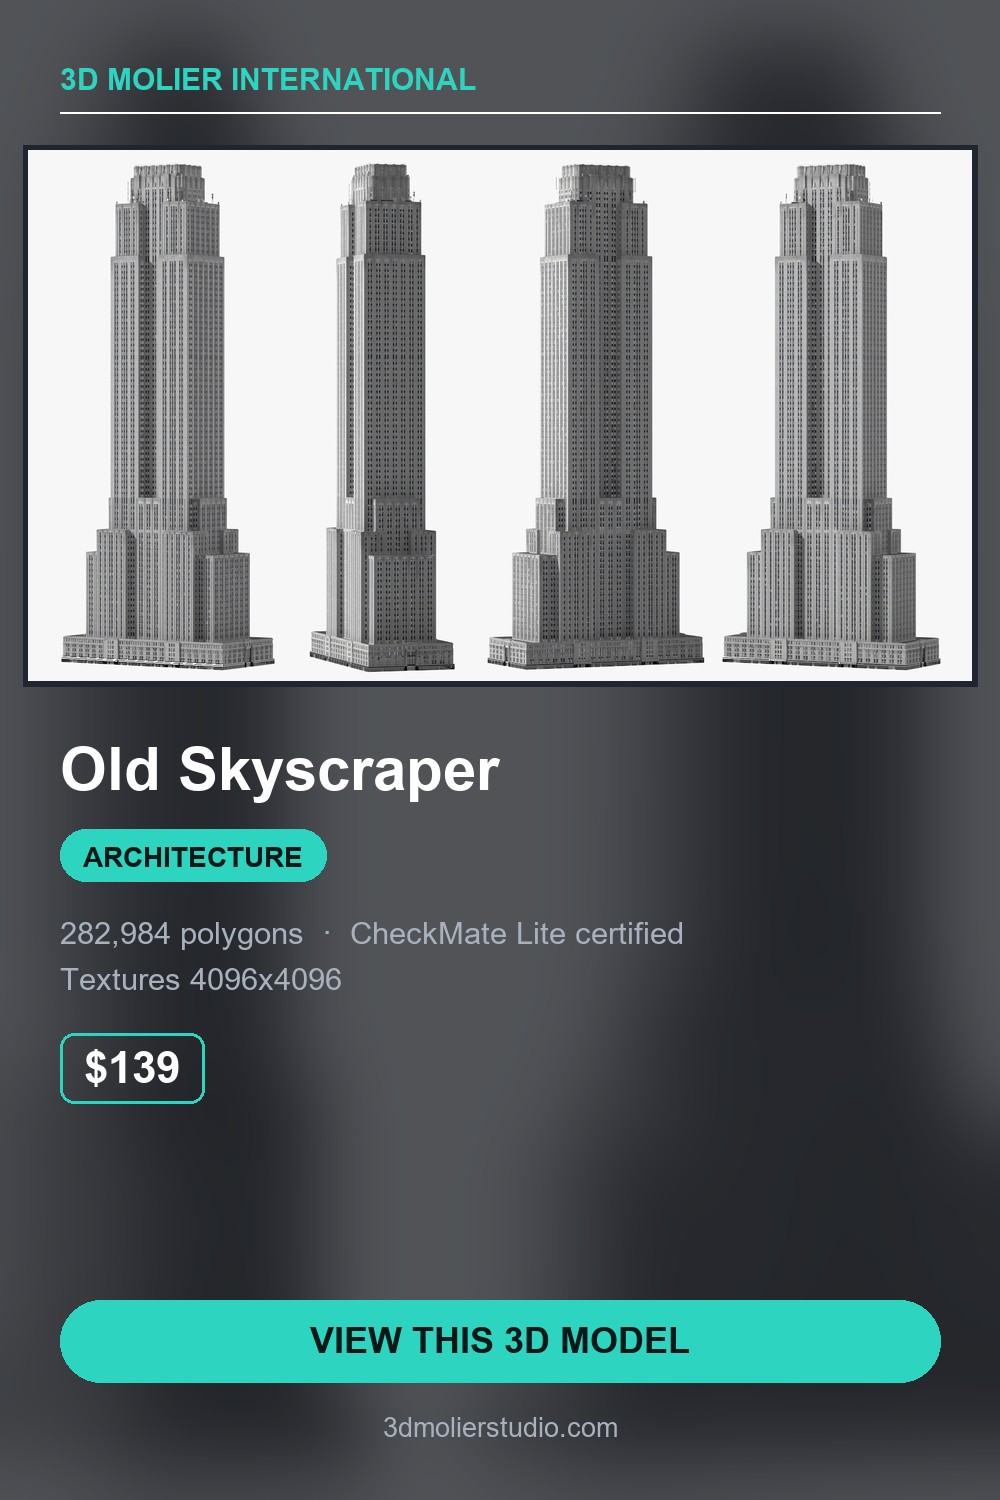 3D MOLIER INTERNATIONAL
Old Skyscraper
ARCHITECTURE
282,984 polygons · CheckMate Lite certified
Textures 4096x4096
$139
VIEW THIS 3D MODEL
3dmolierstudio.com